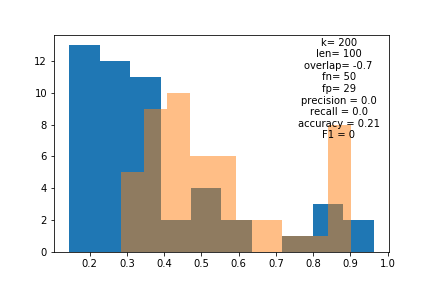 k= 200
len= 100
overlap= -0.7
fn= 50
fp= 29
precision = 0.0
recall = 0.0
accuracy = 0.21
F1 = 0
12
10
8
6
4
2
0
0.2 0.3 0.4 0.5 0.6 0.7 0.8 0.9 1.0